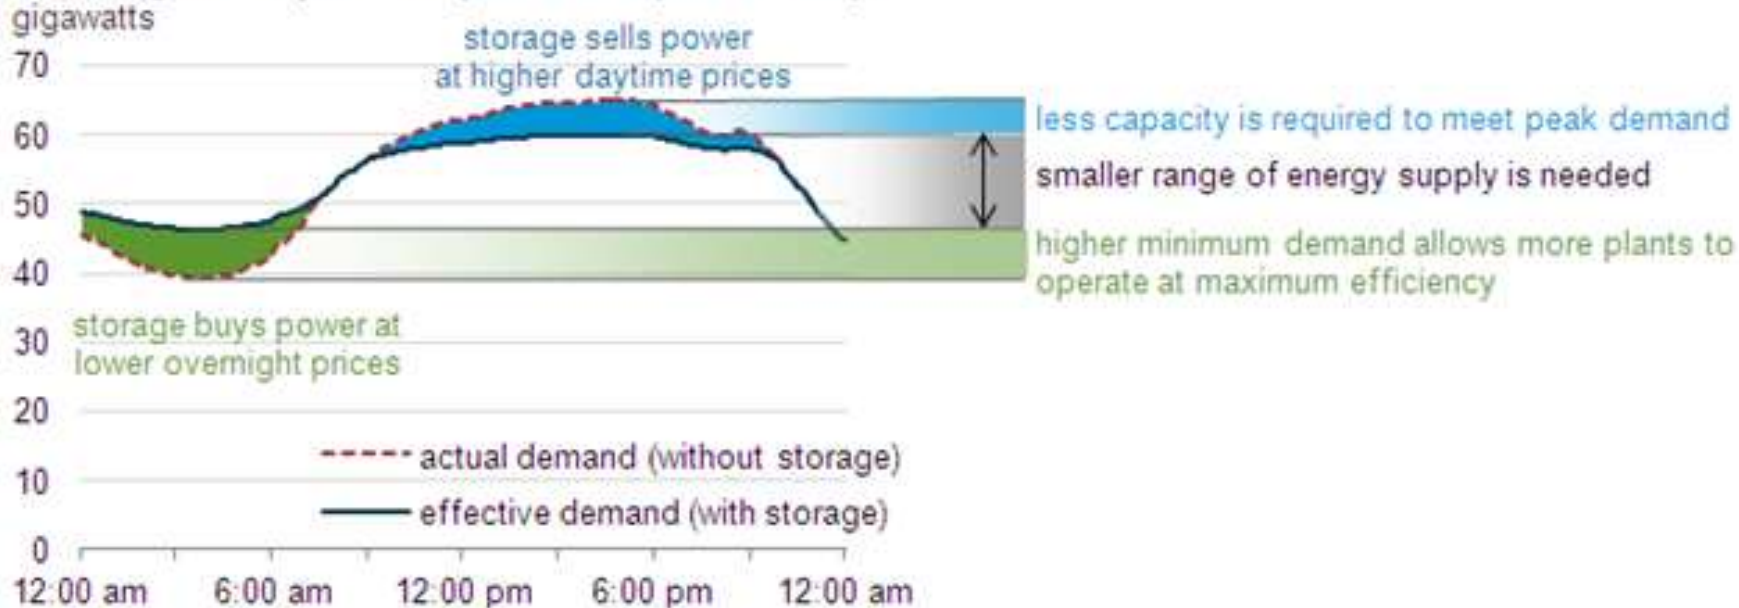 gigawatts
70
60
50
40
30
20
10
0
storage sells power
at higher daytime prices
less capacity is required to meet peak demand
smaller range of energy supply is needed
higher minimum demand allows more plants to
operate at maximum efficiency
storage buys power at
lower overnight prices
actual demand (without storage)
effective demand (with storage)
12:00 am 6:00 am 12:00 pm 6:00 pm 12:00 am